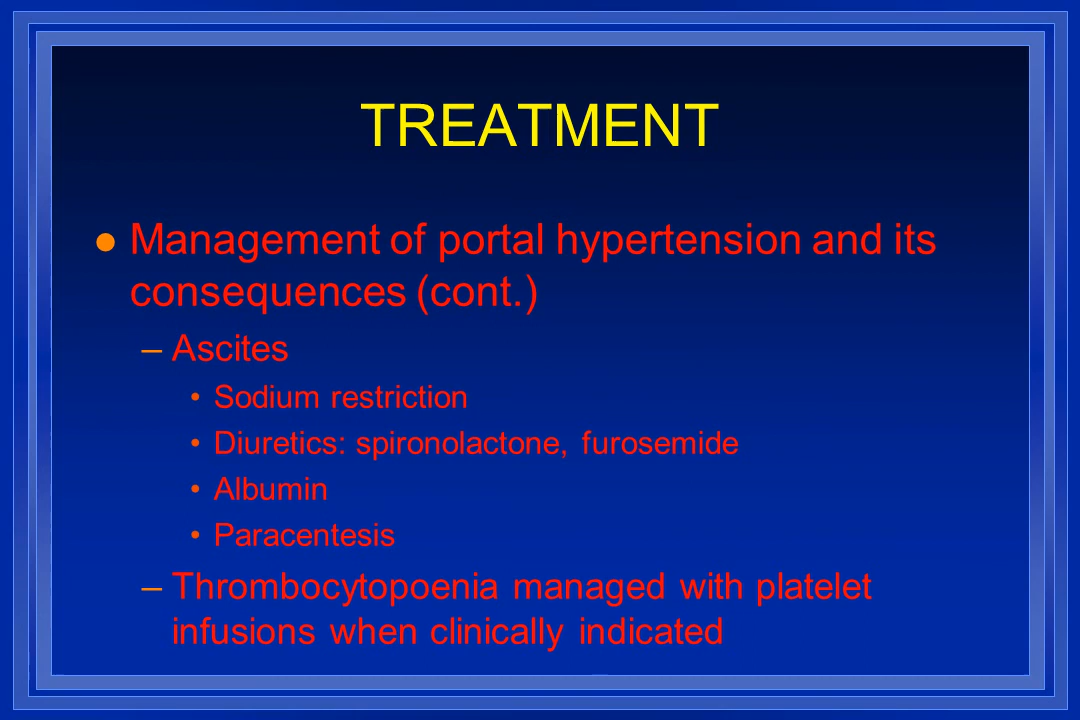 TREATMENT
● Management of portal hypertension and its
consequences (cont.)
– Ascites
• Sodium restriction
• Diuretics: spironolactone, furosemide
• Albumin
• Paracentesis
– Thrombocytopoenia managed with platelet
infusions when clinically indicated